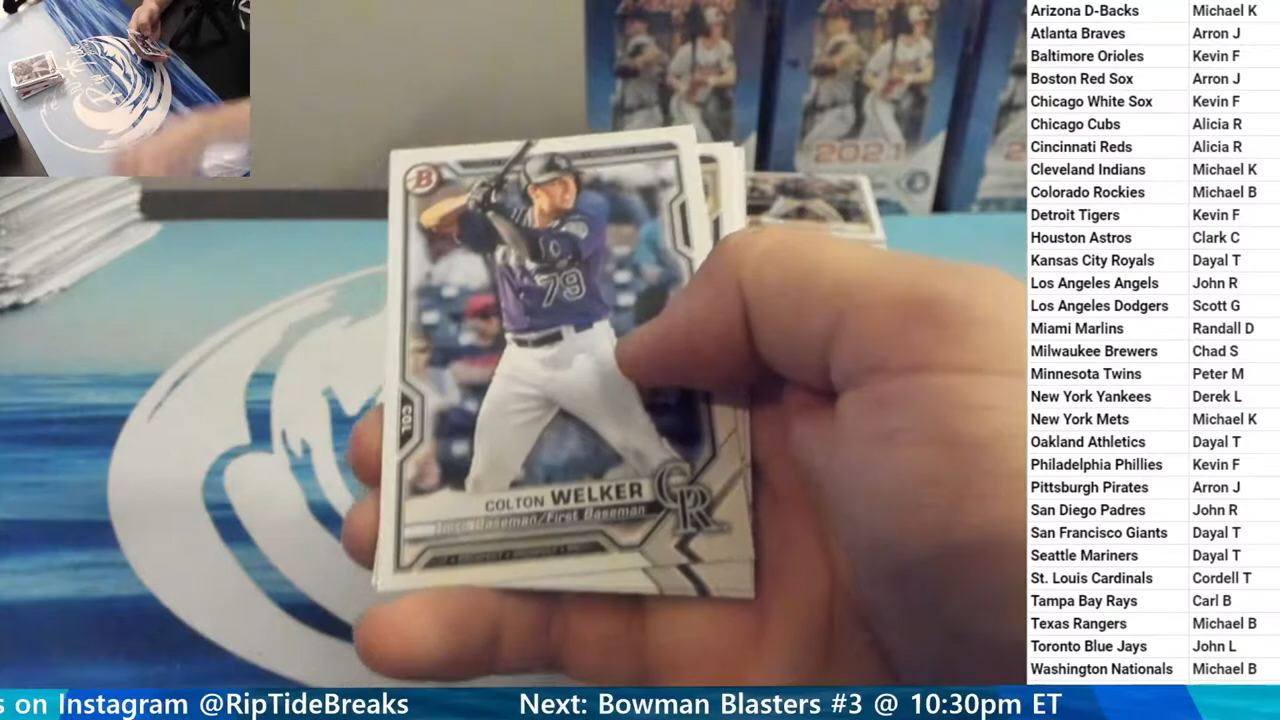 Arizona D-Backs Michael K
Atlanta Braves Arron J
Baltimore Orioles Kevin F
Boston Red Sox Arron J
Chicago White Sox Kevin F
Chicago Cubs Alicia R
Cincinnati Reds Alicia R
Cleveland Indians Michael K
Colorado Rockies Michael B
Detroit Tigers Kevin F
Houston Astros Clark C
Kansas City Royals Dayal T
Los Angeles Angels John R
Los Angeles Dodgers Scott G
Miami Marlins Randall D
Milwaukee Brewers Chad S
Minnesota Twins Peter M
New York Yankees Derek L
New York Mets Michael K
Oakland Athletics Dayal T
Philadelphia Phillies Kevin F
Pittsburgh Pirates Arron J
San Diego Padres John R
San Francisco Giants Dayal T
Seattle Mariners Dayal T
St. Louis Cardinals Cordell T
Tampa Bay Rays Carl B
Texas Rangers Michael B
Toronto Blue Jays John L
Washington Nationals Michael B
2021
B
79
COL
COLTON WELKER
Third Baseman/First Baseman
CR
s on Instagram @RipTideBreaks Next: Bowman Blasters #3 @ 10:30pm ET